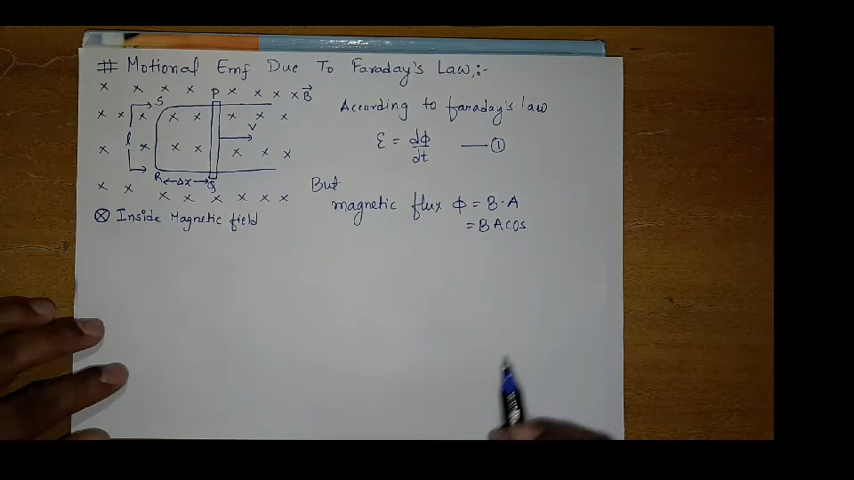 # Motional Emf Due To Faraday's Law,:-
× × × × P × × × × B⃗
S
× × × × × × × ×
v
l
× × × × × × ×
R Δx Q
× × × × × × × ×
⊗ Inside Magnetic field
According to faraday's law
ε = dϕ/dt —— ①
But
magnetic flux ϕ = B·A
= BAcos